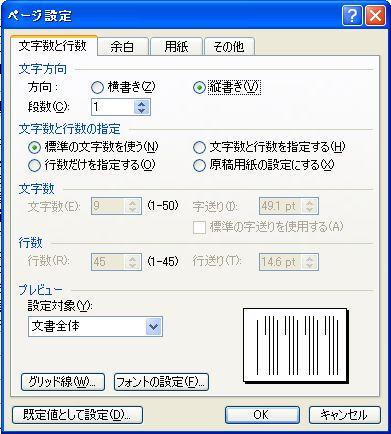 ページ設定
文字数と行数 余白 用紙 その他
文字方向
方向: 横書き(Z) 縦書き(V)
段数(C): 1
文字数と行数の指定
標準の文字数を使う(N) 文字数と行数を指定する(H)
行数だけを指定する(O) 原稿用紙の設定にする(X)
文字数
文字数(E): 9 (1-50) 字送り(I): 49.1 pt
標準の字送りを使用する(A)
行数
行数(R): 45 (1-45) 行送り(T): 14.6 pt
プレビュー
設定対象(Y):
文書全体
グリッド線(W)... フォントの設定(F)...
既定値として設定(D)... OK キャンセル